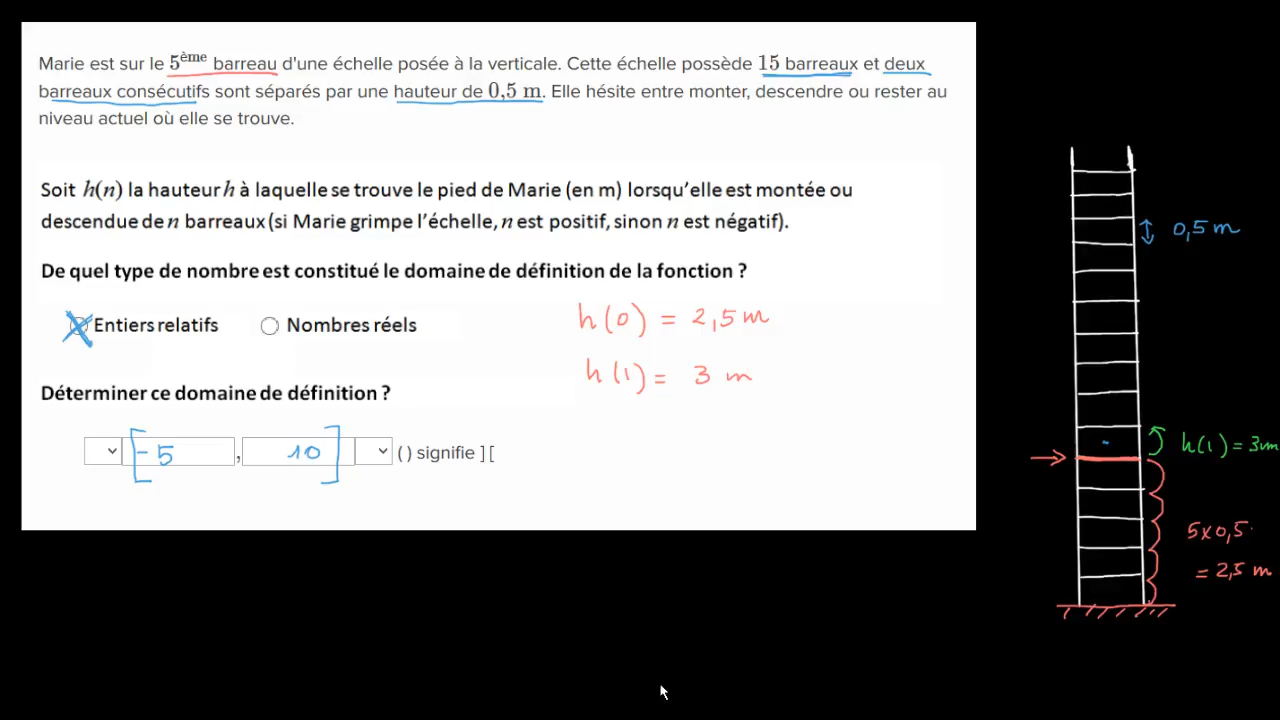 Marie est sur le 5ème barreau d'une échelle posée à la verticale. Cette échelle possède 15 barreaux et deux
barreaux consécutifs sont séparés par une hauteur de 0,5 m. Elle hésite entre monter, descendre ou rester au
niveau actuel où elle se trouve.
Soit h(n) la hauteur h à laquelle se trouve le pied de Marie (en m) lorsqu'elle est montée ou
descendue de n barreaux (si Marie grimpe l'échelle, n est positif, sinon n est négatif).
De quel type de nombre est constitué le domaine de définition de la fonction ?
Entiers relatifs Nombres réels
h(0) = 2,5 m
h(1) = 3 m
Déterminer ce domaine de définition ?
[-5 , 10] () signifie ] [
0,5 m
h(1) = 3m
5x0,5
= 2,5 m